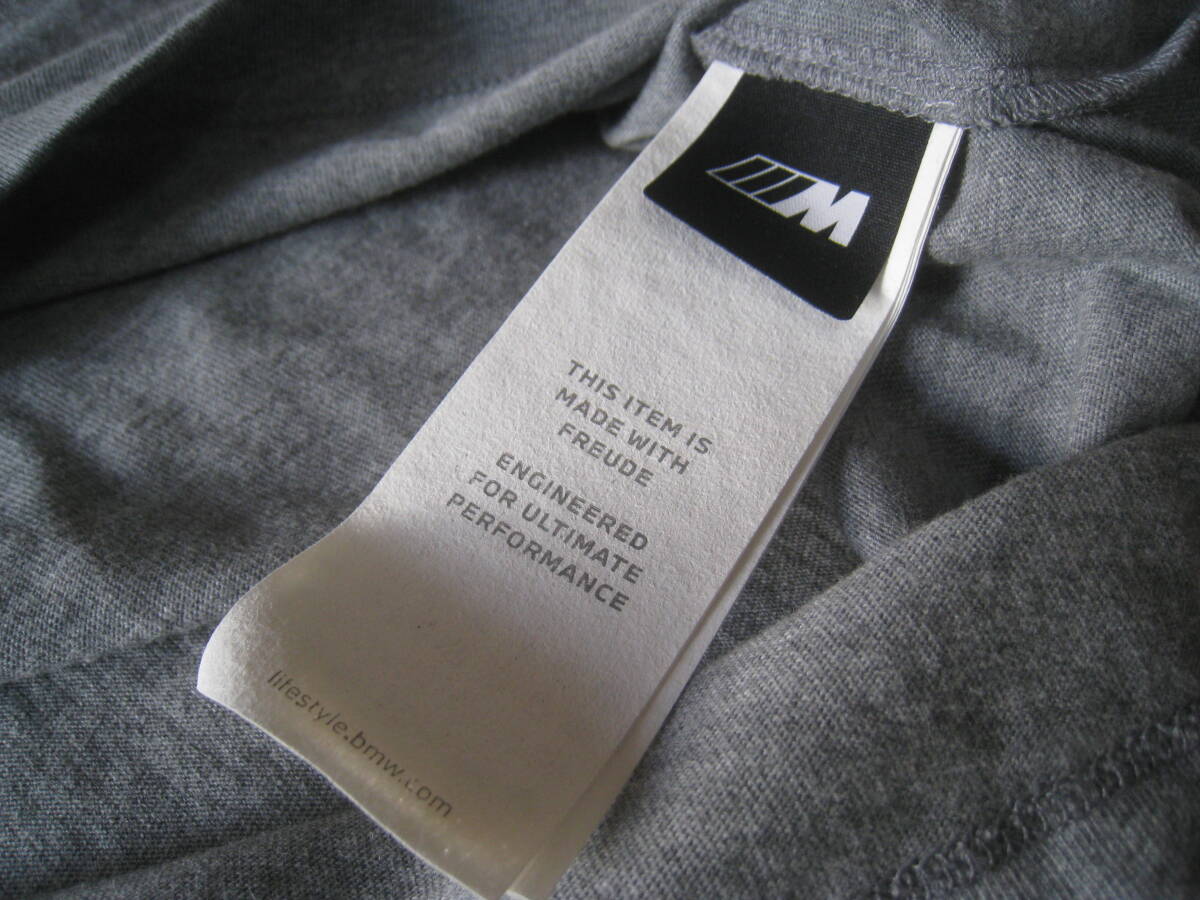 M
THIS ITEM IS
MADE WITH
FREUDE
ENGINEERED
FOR ULTIMATE
PERFORMANCE
lifestyle.bmw.com